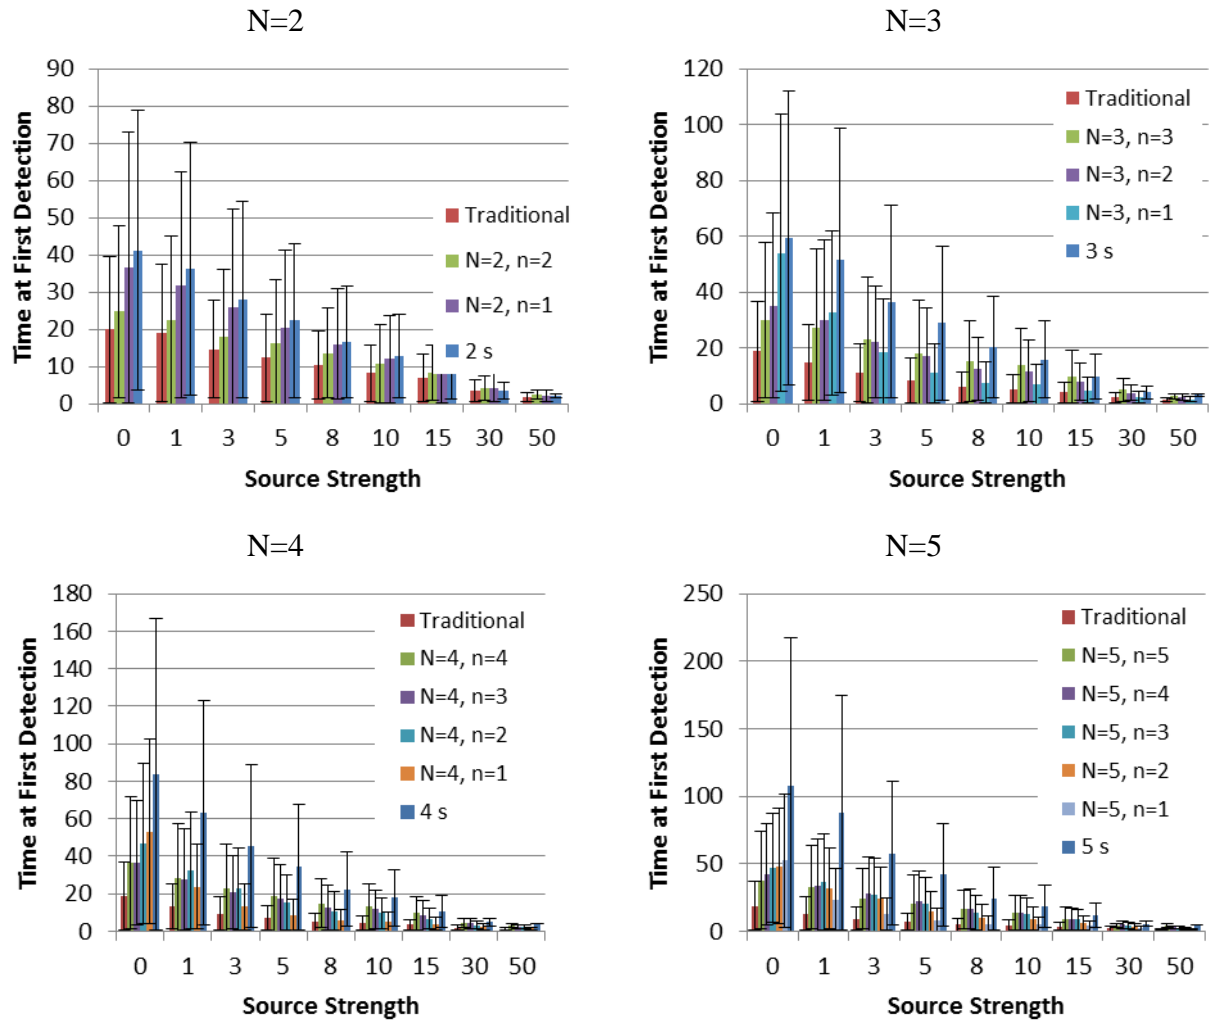 N=2
90
80
70
60
50
40
30
20
10
0
Time at First Detection
0 1 3 5 8 10 15 30 50
Source Strength
Traditional
N=2, n=2
N=2, n=1
2 s
N=3
120
100
80
60
40
20
0
Time at First Detection
0 1 3 5 8 10 15 30 50
Source Strength
Traditional
N=3, n=3
N=3, n=2
N=3, n=1
3 s
N=4
180
160
140
120
100
80
60
40
20
0
Time at First Detection
0 1 3 5 8 10 15 30 50
Source Strength
Traditional
N=4, n=4
N=4, n=3
N=4, n=2
N=4, n=1
4 s
N=5
250
200
150
100
50
0
Time at First Detection
0 1 3 5 8 10 15 30 50
Source Strength
Traditional
N=5, n=5
N=5, n=4
N=5, n=3
N=5, n=2
N=5, n=1
5 s